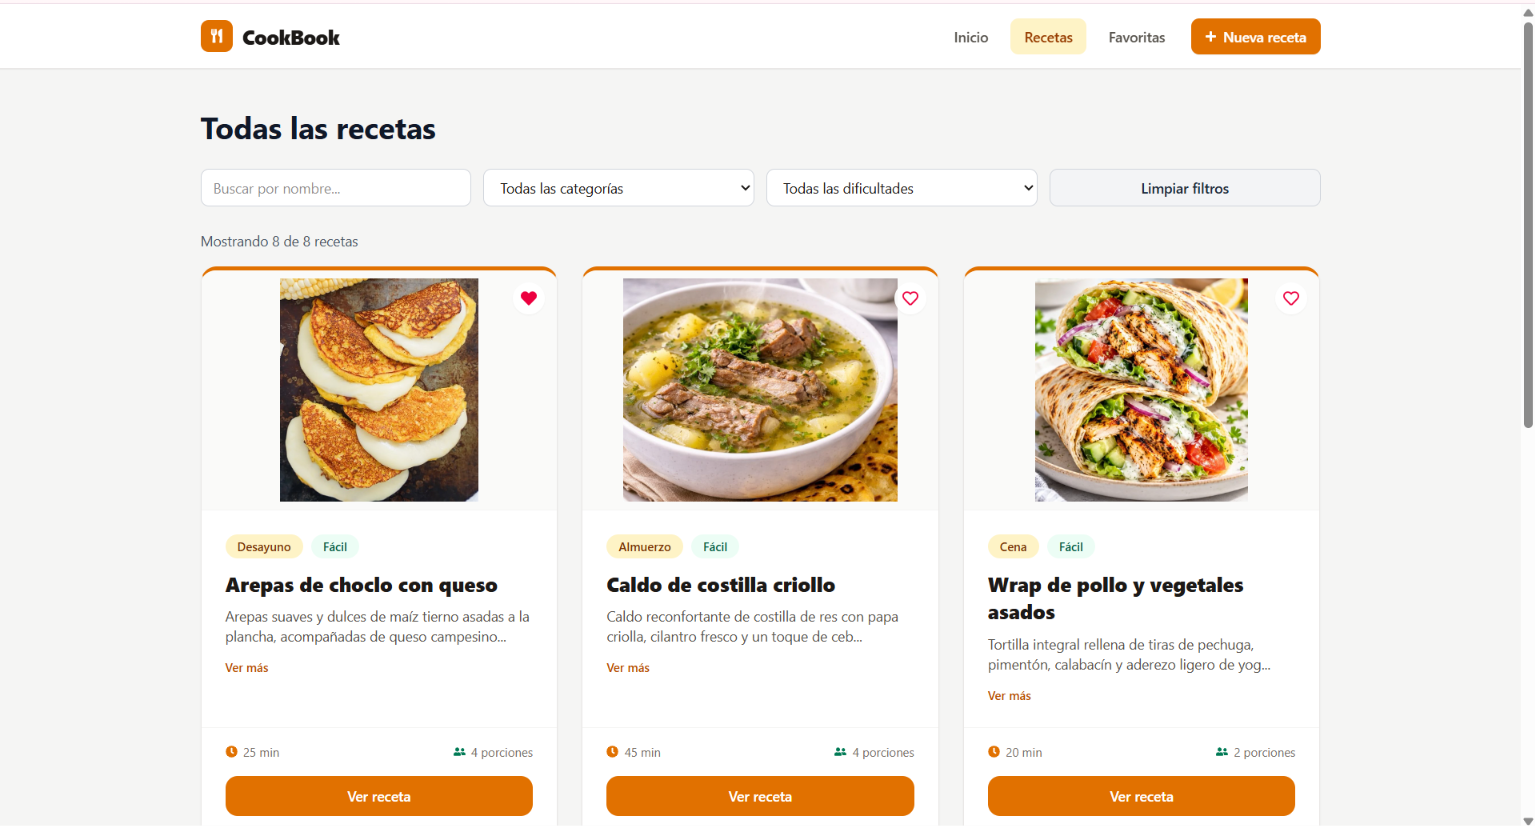 CookBook
Inicio
Recetas
Favoritas
+ Nueva receta
Todas las recetas
Buscar por nombre...
Todas las categorías
Todas las dificultades
Limpiar filtros
Mostrando 8 de 8 recetas
Desayuno
Fácil
Arepas de choclo con queso
Arepas suaves y dulces de maíz tierno asadas a la
plancha, acompañadas de queso campesino...
Ver más
25 min
4 porciones
Ver receta
Almuerzo
Fácil
Caldo de costilla criollo
Caldo reconfortante de costilla de res con papa
criolla, cilantro fresco y un toque de ceb...
Ver más
45 min
4 porciones
Ver receta
Cena
Fácil
Wrap de pollo y vegetales
asados
Tortilla integral rellena de tiras de pechuga,
pimentón, calabacín y aderezo ligero de yog...
Ver más
20 min
2 porciones
Ver receta